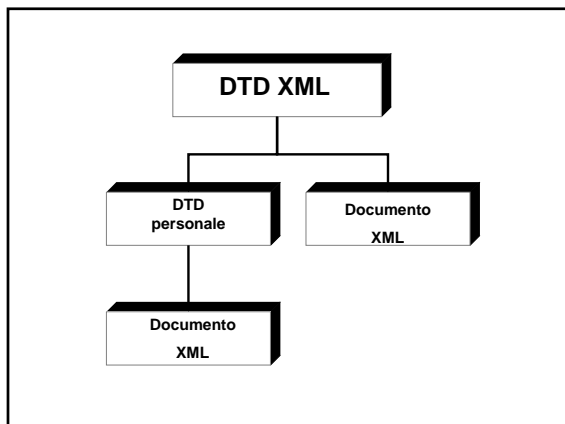 DTD XML
DTD
personale
Documento
XML
Documento
XML